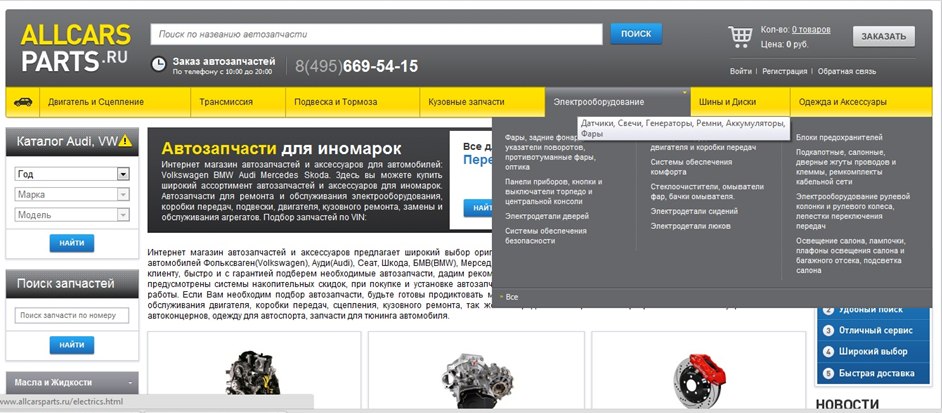 ALLCARS
PARTS.RU
Поиск по названию автозапчасти
ПОИСК
Заказ автозапчастей
По телефону с 10:00 до 20:00
8(495)669-54-15
Кол-во: 0 товаров
Цена: 0 руб.
ЗАКАЗАТЬ
Войти | Регистрация | Обратная связь
Двигатель и Сцепление
Трансмиссия
Подвеска и Тормоза
Кузовные запчасти
Электрооборудование
Шины и Диски
Одежда и Аксессуары
Датчики, Свечи, Генераторы, Ремни, Аккумуляторы,
Фары
Каталог Audi, VW
Год
Марка
Модель
НАЙТИ
Автозапчасти для иномарок
Интернет магазин автозапчастей и аксессуаров для автомобилей:
Volkswagen BMW Audi Mercedes Skoda. Здесь вы можете купить
широкий ассортимент автозапчастей и аксессуаров для иномарок.
Автозапчасти для ремонта и обслуживания электрооборудования,
коробки передач, подвески, двигателя, кузовного ремонта, замены и
обслуживания агрегатов. Подбор запчастей по VIN:
Все для
Пере
НАЙТ
Фары, задние фонар
указатели поворотов,
противотуманные фары,
оптика
Панели приборов, кнопки и
выключатели торпедо и
центральной консоли
Электродетали дверей
Системы обеспечения
безопасности
двигателя и коробки передач
Системы обеспечения
комфорта
Стеклоочистители, омыватели
фар, бачки омывателя.
Электродетали сидений
Электродетали люков
Блоки предохранителей
Подкапотные, салонные,
дверные жгуты проводов и
клеммы, ремкомплекты
кабельной сети
Электрооборудование рулевой
колонки и рулевого колеса,
лепестки переключения
передач
Освещение салона, лампочки,
плафоны освещения салона и
багажного отсека, подсветка
салона
Все
Интернет магазин автозапчастей и аксессуаров предлагает широкий выбор ориг
автомобилей Фольксваген(Volkswagen), Ауди(Audi), Сеат, Шкода, БМВ(BMW), Мерсед
клиенту, быстро и с гарантией подберем необходимые автозапчасти, дадим реком
предусмотрены системы накопительных скидок, при покупке и установке автозапч
работы. Если Вам необходим подбор автозапчасти, будьте готовы продиктовать м
обслуживания двигателя, коробки передач, сцепления, кузовного ремонта, так же
автоконцернов, одежду для автоспорта, запчасти для тюнинга автомобиля.
Поиск запчастей
Поиск запчасти по номеру
НАЙТИ
Масла и Жидкости
2 Удобный поиск
3 Отличный сервис
4 Широкий выбор
5 Быстрая доставка
НОВОСТИ
www.allcarsparts.ru/electrics.html